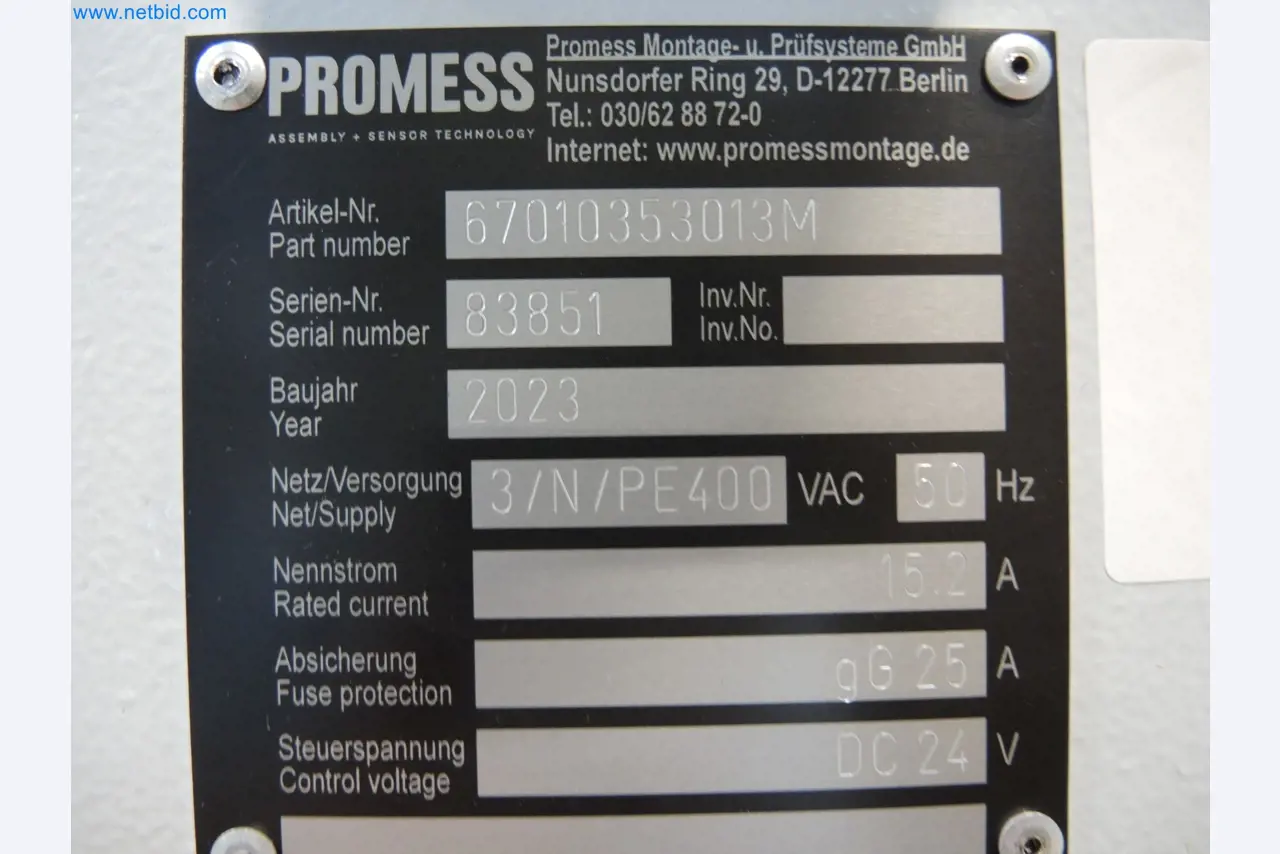 www.netbid.com
PROMESS
ASSEMBLY + SENSOR TECHNOLOGY
Promess Montage- u. Prüfsysteme GmbH
Nunsdorfer Ring 29, D-12277 Berlin
Tel.: 030/62 88 72-0
Internet: www.promessmontage.de
Artikel-Nr.
Part number
67010353013M
Serien-Nr.
Serial number
83851
Inv.Nr.
Inv.No.
Baujahr
Year
2023
Netz/Versorgung
Net/Supply
3/N/PE400 VAC 50 Hz
Nennstrom
Rated current
15.2 A
Absicherung
Fuse protection
gG 25 A
Steuerspannung
Control voltage
DC 24 V